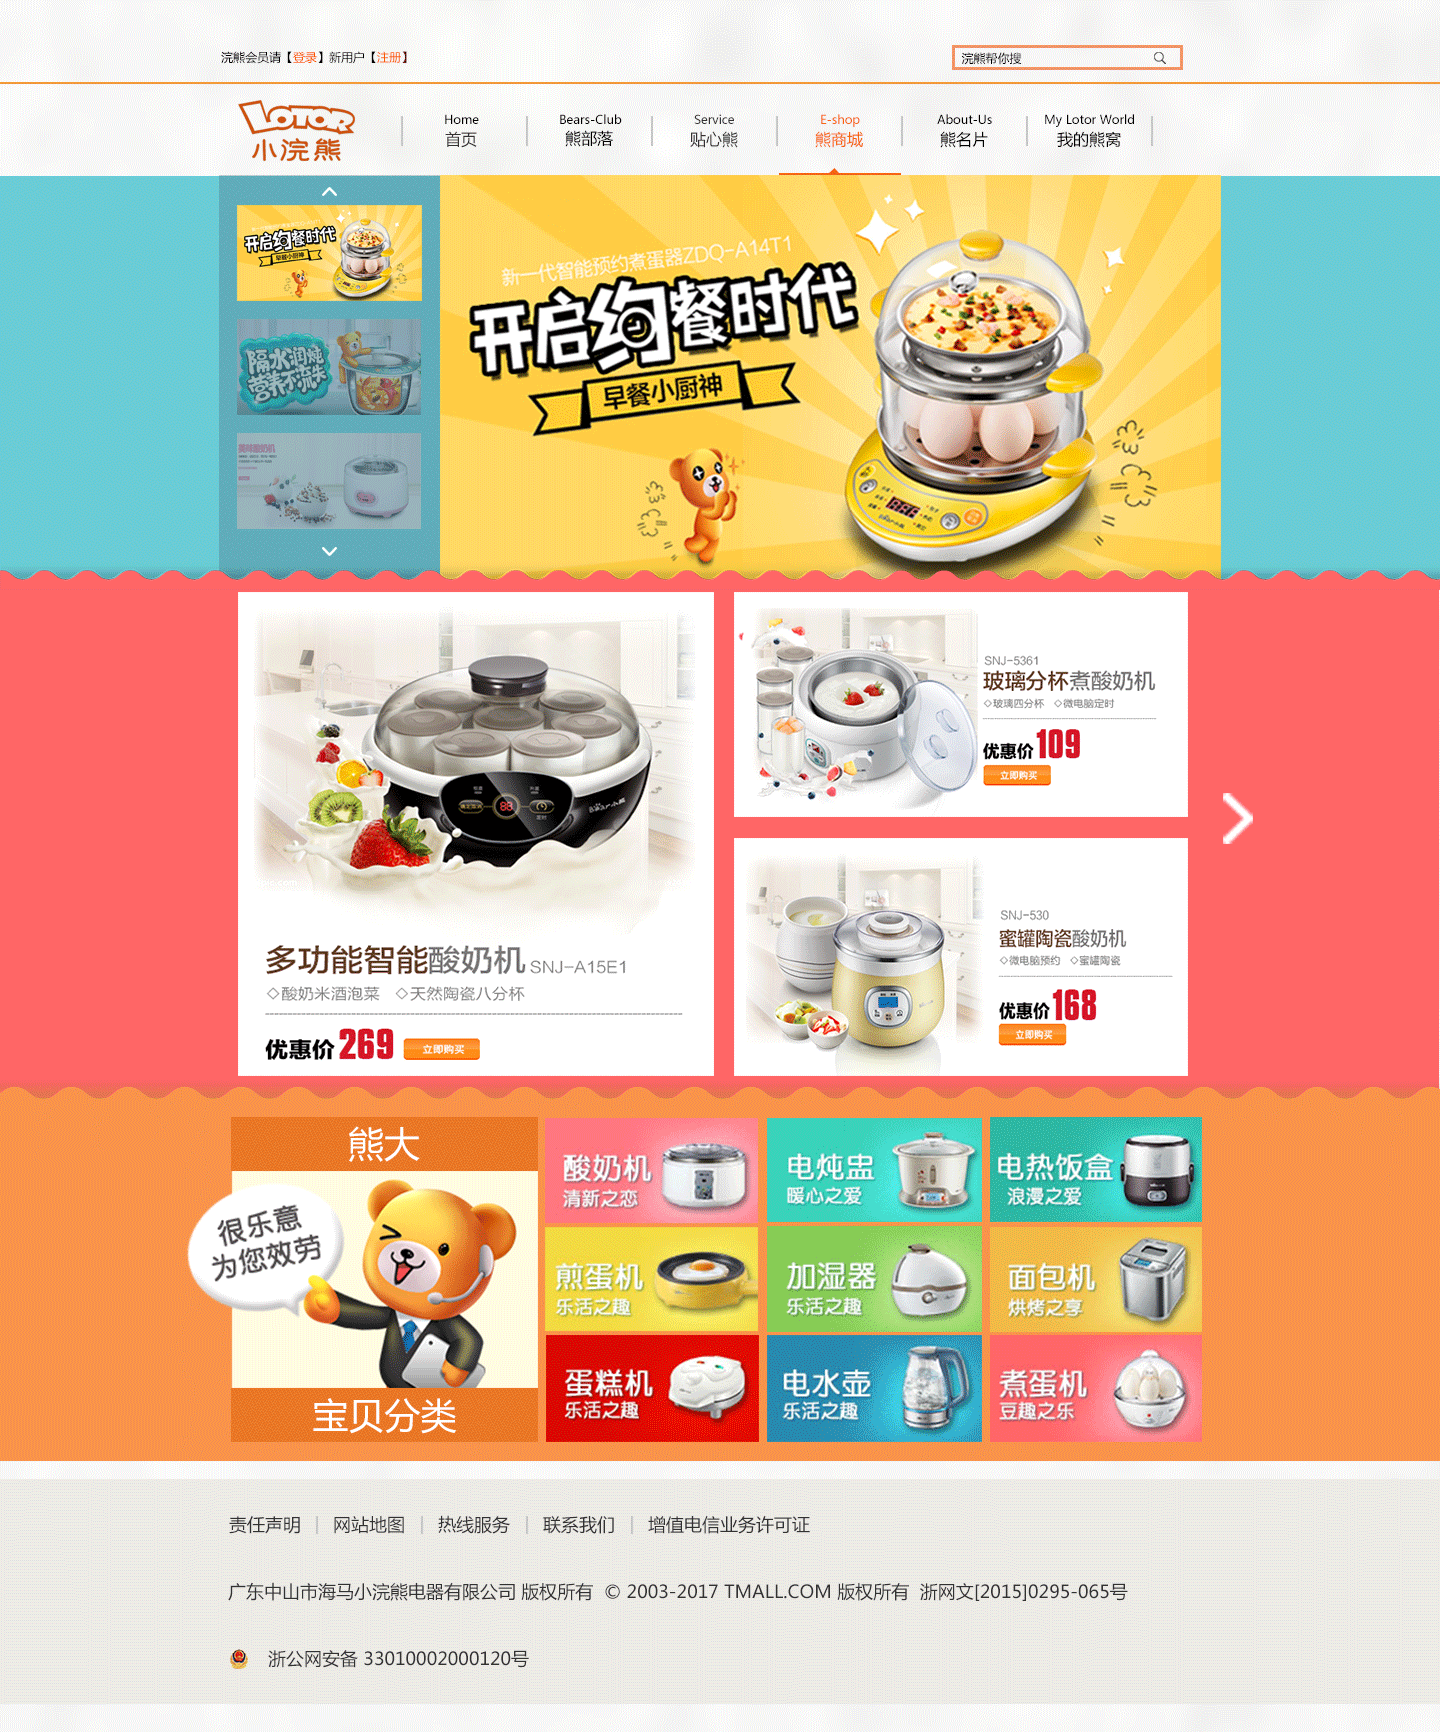 浣熊会员请【登录】新用户【注册】
浣熊帮你搜
LOTOR
小浣熊
Home
首页
Bears-Club
熊部落
Service
贴心熊
E-shop
熊商城
About-Us
熊名片
My Lotor World
我的熊窝
开启约餐时代
早餐小厨神
隔水润炖
营养不流失
美味酸奶机
新一代智能预约煮蛋器ZDQ-A14T1
开启约餐时代
早餐小厨神
多功能智能酸奶机 SNJ-A15E1
◇酸奶米酒泡菜 ◇天然陶瓷八分杯
优惠价 269 立即购买
SNJ-5361
玻璃分杯煮酸奶机
◇玻璃四分杯 ◇微电脑定时
优惠价 109
立即购买
SNJ-530
蜜罐陶瓷酸奶机
◇微电脑预约 ◇蜜罐陶瓷
优惠价 168
立即购买
熊大
很乐意
为您效劳
宝贝分类
酸奶机
清新之恋
电炖盅
暖心之爱
电热饭盒
浪漫之爱
煎蛋机
乐活之趣
加湿器
乐活之趣
面包机
烘烤之享
蛋糕机
乐活之趣
电水壶
乐活之趣
煮蛋机
豆趣之乐
责任声明 | 网站地图 | 热线服务 | 联系我们 | 增值电信业务许可证
广东中山市海马小浣熊电器有限公司 版权所有 © 2003-2017 TMALL.COM 版权所有 浙网文[2015]0295-065号
浙公网安备 33010002000120号